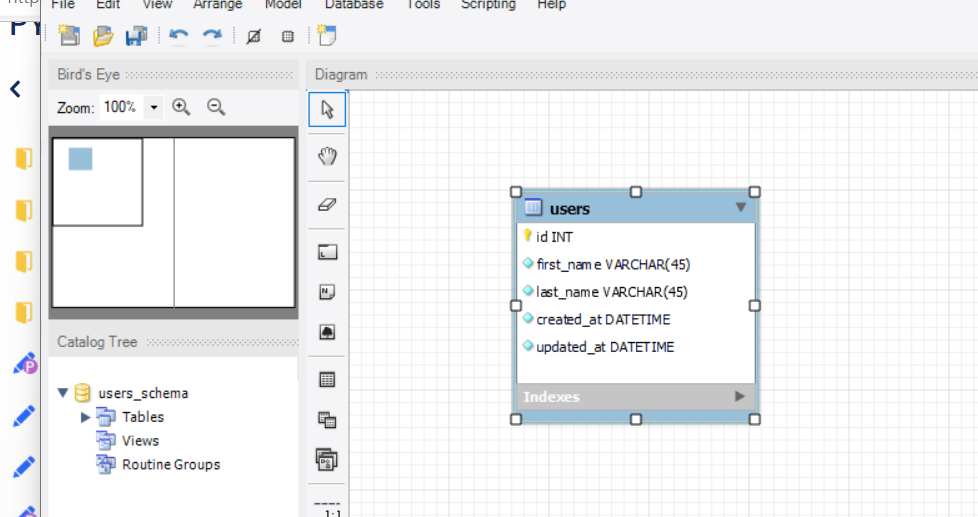 File Edit View Arrange Model Database Tools Scripting Help
Bird's Eye
Zoom: 100%
Diagram
users
id INT
first_name VARCHAR(45)
last_name VARCHAR(45)
created_at DATETIME
updated_at DATETIME
Indexes
Catalog Tree
users_schema
Tables
Views
Routine Groups
1:1